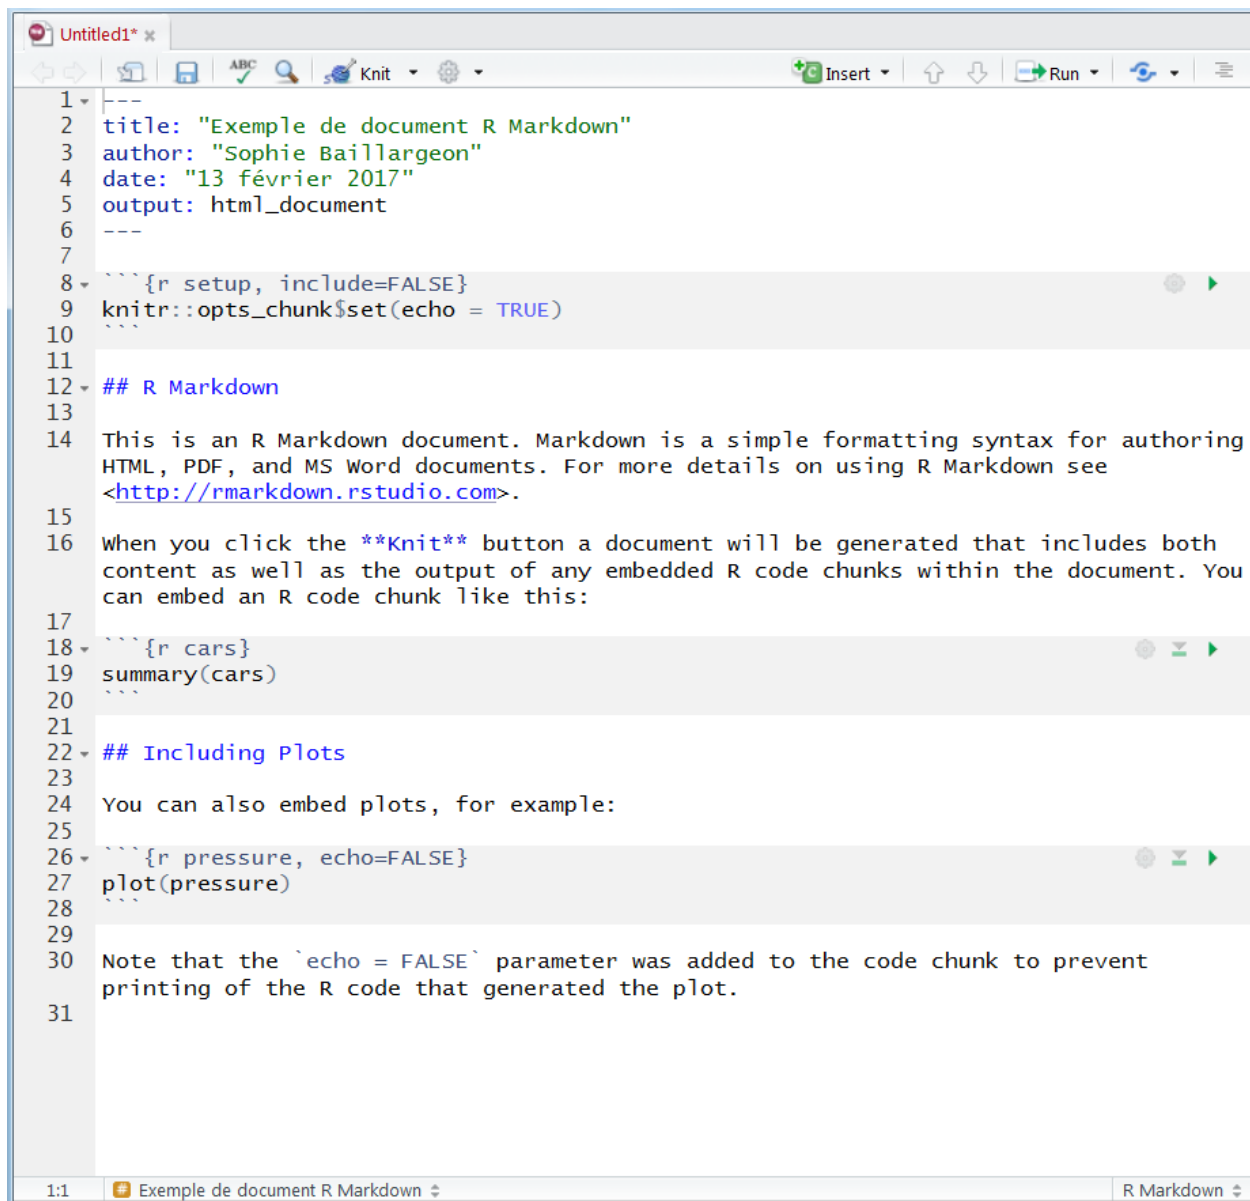 Untitled1*
ABC Knit Insert Run
1 ---
2 title: "Exemple de document R Markdown"
3 author: "Sophie Baillargeon"
4 date: "13 février 2017"
5 output: html_document
6 ---
7
8 ```{r setup, include=FALSE}
9 knitr::opts_chunk$set(echo = TRUE)
10 ```
11
12 ## R Markdown
13
14 This is an R Markdown document. Markdown is a simple formatting syntax for authoring
HTML, PDF, and MS Word documents. For more details on using R Markdown see
<http://rmarkdown.rstudio.com>.
15
16 When you click the **Knit** button a document will be generated that includes both
content as well as the output of any embedded R code chunks within the document. You
can embed an R code chunk like this:
17
18 ```{r cars}
19 summary(cars)
20 ```
21
22 ## Including Plots
23
24 You can also embed plots, for example:
25
26 ```{r pressure, echo=FALSE}
27 plot(pressure)
28 ```
29
30 Note that the `echo = FALSE` parameter was added to the code chunk to prevent
printing of the R code that generated the plot.
31
1:1 # Exemple de document R Markdown R Markdown